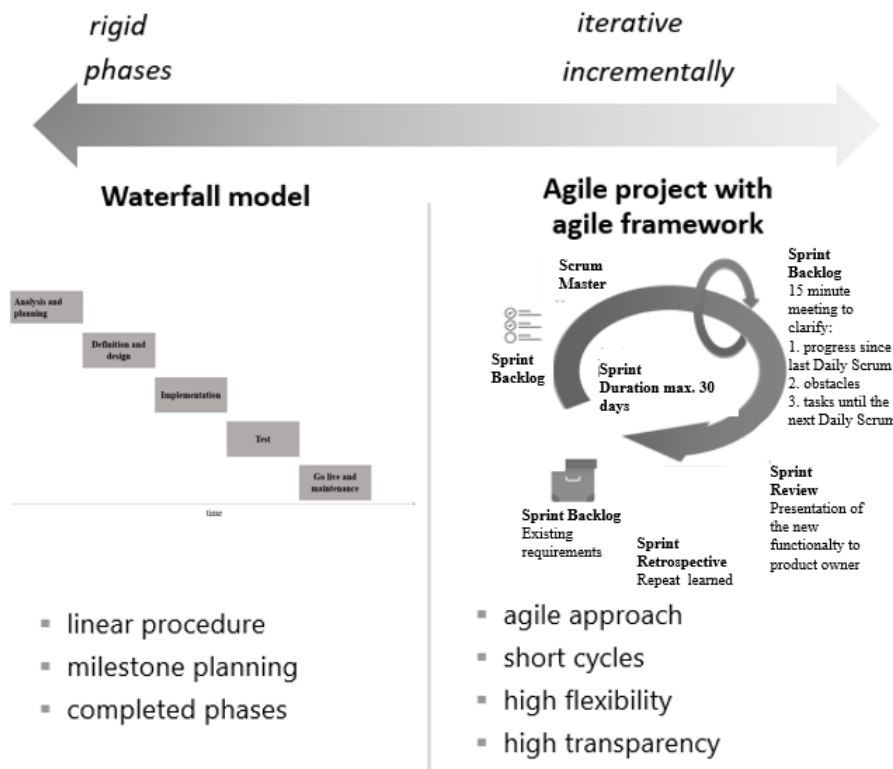 rigid
phases
iterative
incrementally
Waterfall model
Analysis and
planning
Definition and
design
Implementation
Test
Go live and
maintenance
time
▪ linear procedure
▪ milestone planning
▪ completed phases
Agile project with
agile framework
Scrum
Master
Sprint
Backlog
15 minute
meeting to
clarify:
1. progress since
last Daily Scrum
2. obstacles
3. tasks until the
next Daily Scrum
Sprint
Backlog
Sprint
Duration max. 30
days
Sprint Backlog
Existing
requirements
Sprint
Retrospective
Repeat learned
Sprint
Review
Presentation of
the new
functionalty to
product owner
▪ agile approach
▪ short cycles
▪ high flexibility
▪ high transparency